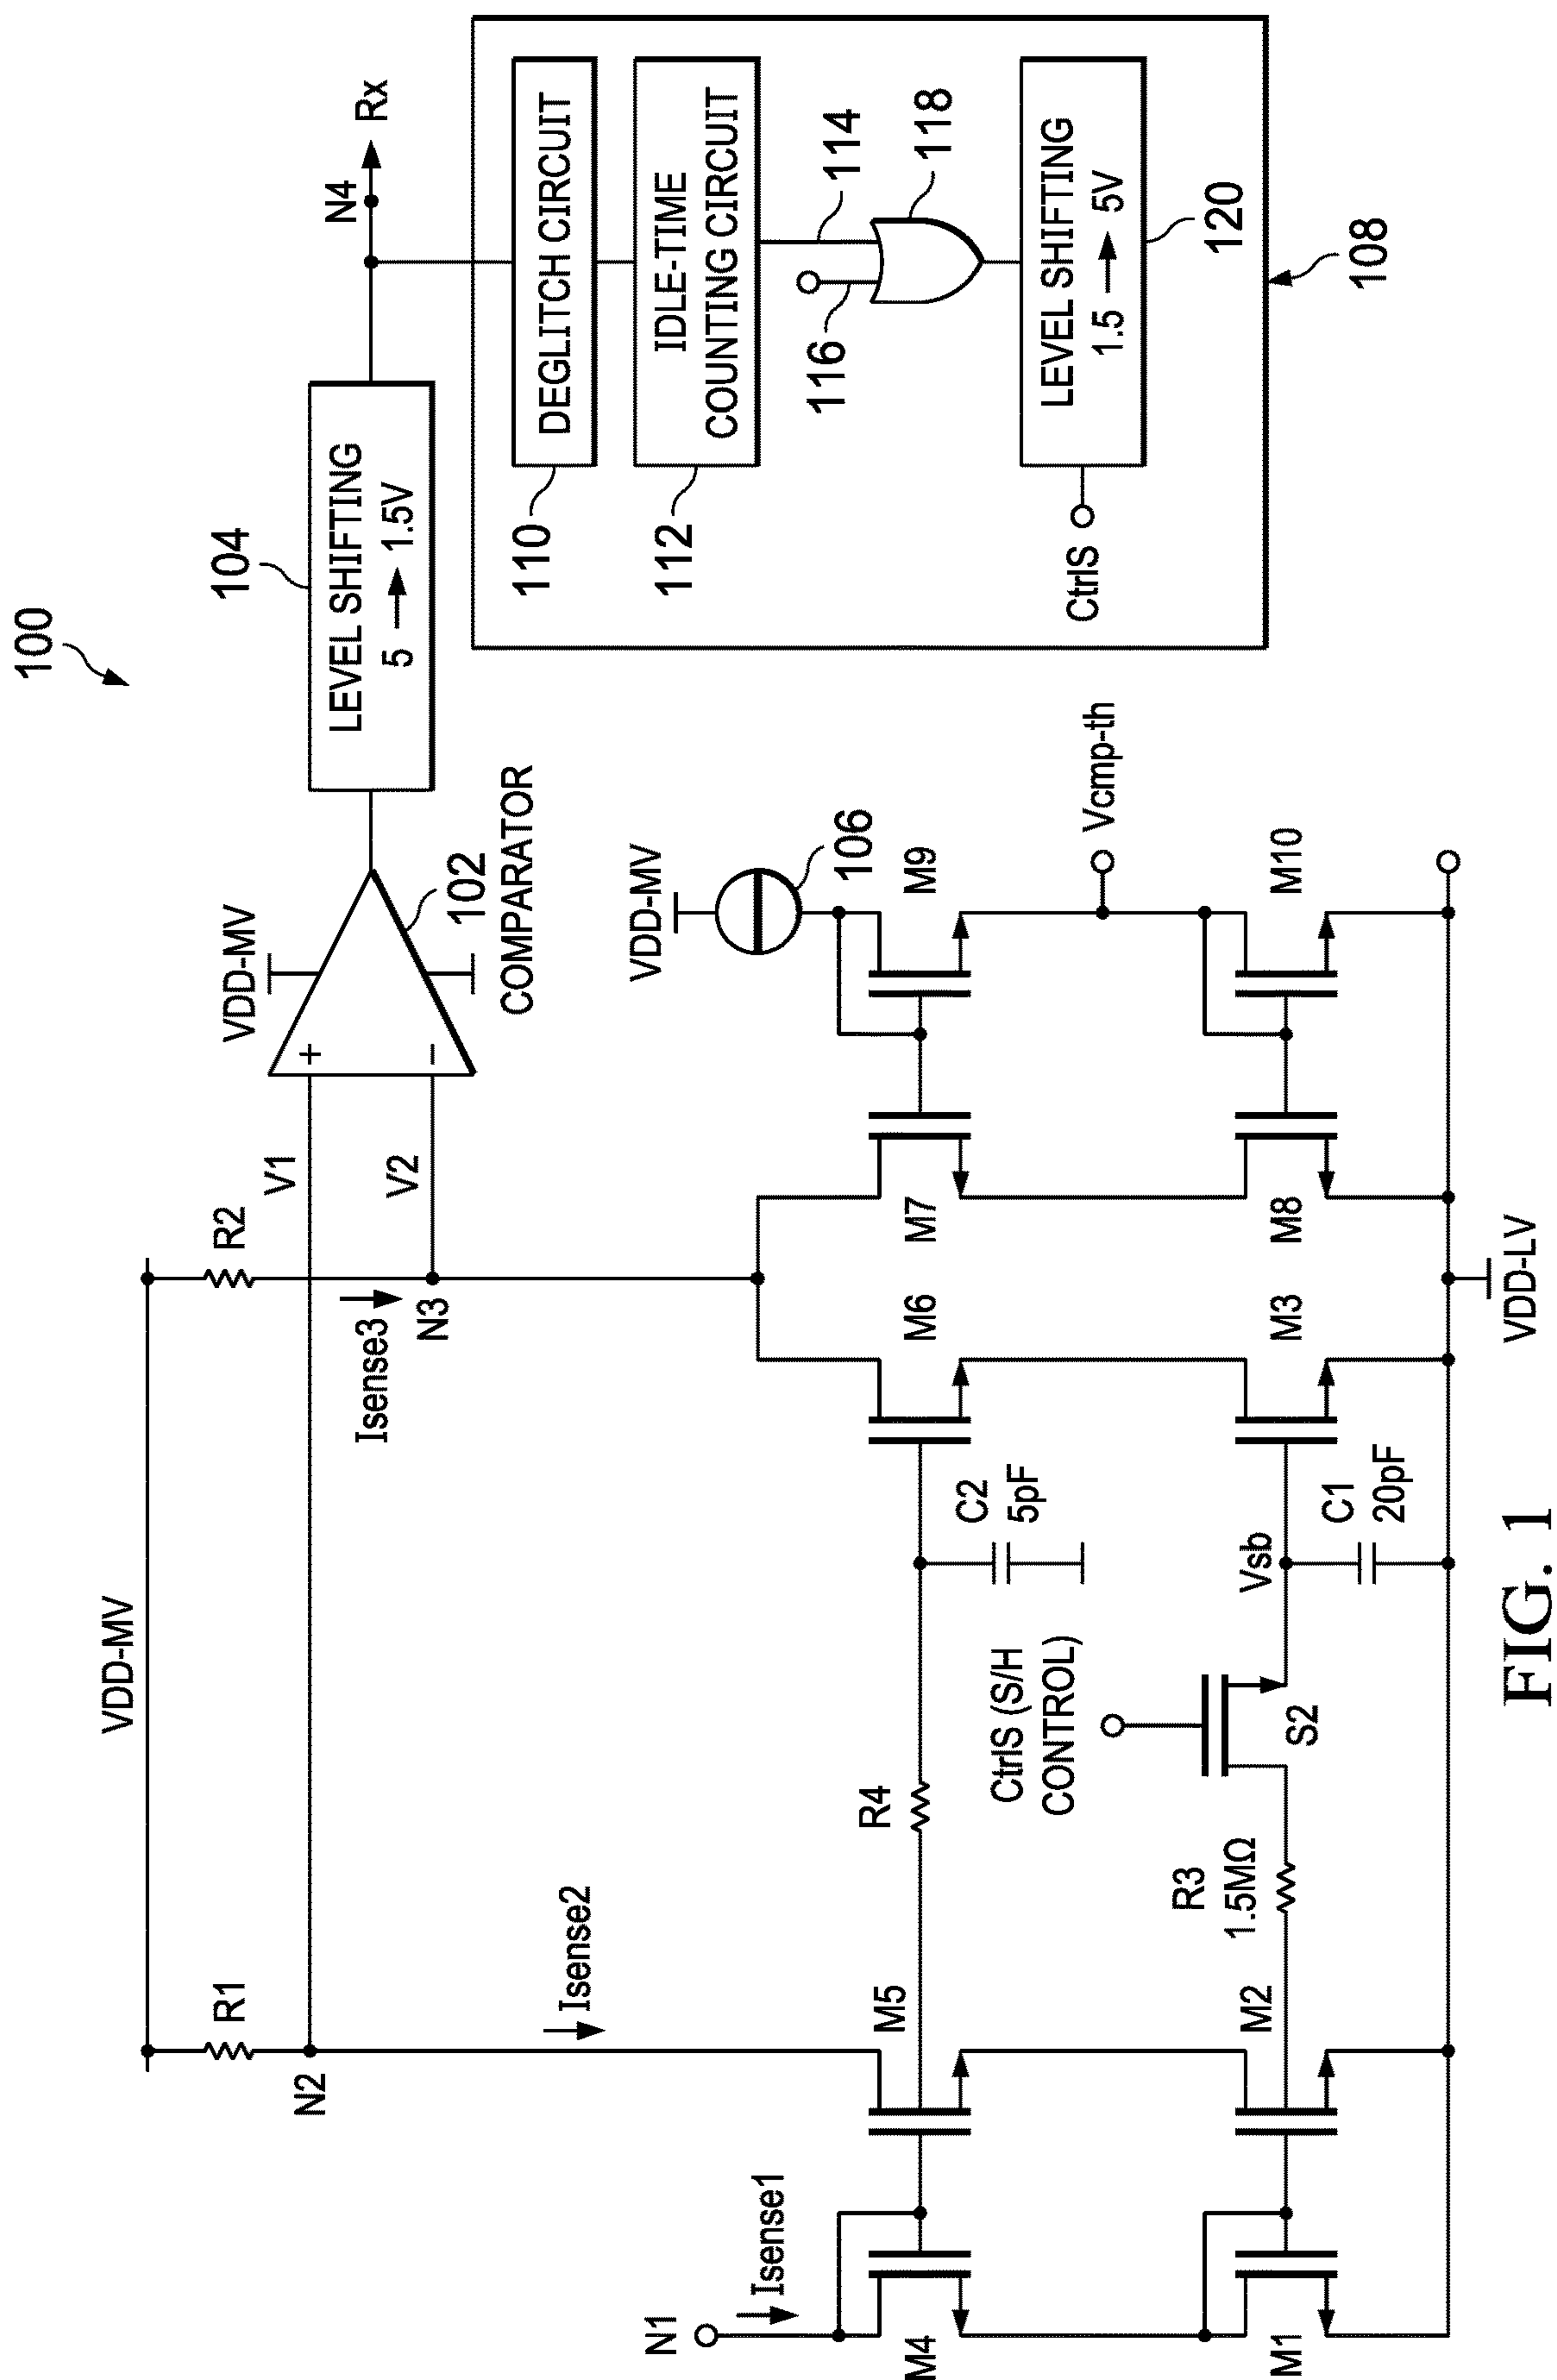 100
VDD-MV
R1
N2
Isense2
R2
Isense3
N3
V1
V2
VDD-MV
+
−
102
COMPARATOR
104
LEVEL SHIFTING
5 → 1.5V
N4
Rx
N1
Isense1
M4
M5
R4
C2
5pF
M6
M7
VDD-MV
106
M9
M1
M2
R3
1.5MΩ
CtrlS (S/H
CONTROL)
S2
Vsb
C1
20pF
M3
M8
M10
Vcmp-th
VDD-LV
DEGLITCH CIRCUIT
110
IDLE-TIME
COUNTING CIRCUIT
112
114
116
118
LEVEL SHIFTING
1.5 → 5V
CtrlS
120
108
FIG. 1